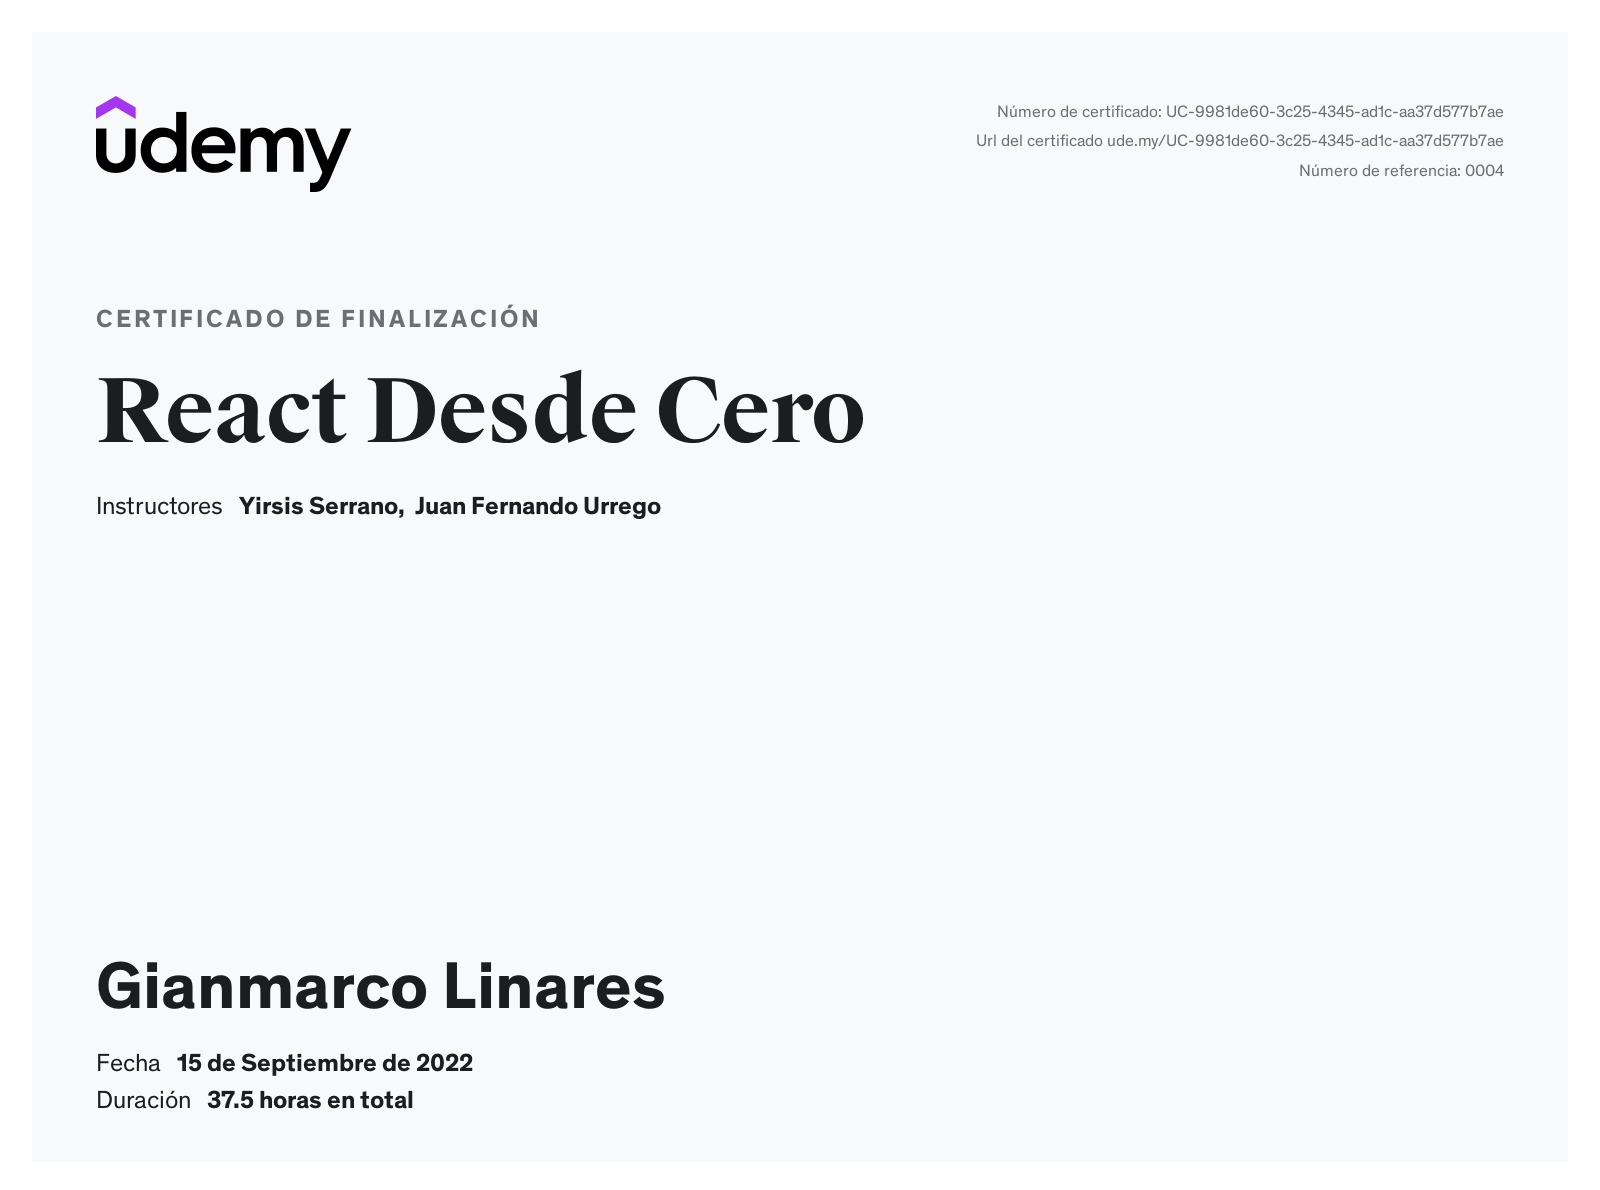 udemy
Número de certificado: UC-9981de60-3c25-4345-ad1c-aa37d577b7ae
Url del certificado ude.my/UC-9981de60-3c25-4345-ad1c-aa37d577b7ae
Número de referencia: 0004
CERTIFICADO DE FINALIZACIÓN
React Desde Cero
Instructores Yirsis Serrano, Juan Fernando Urrego
Gianmarco Linares
Fecha 15 de Septiembre de 2022
Duración 37.5 horas en total